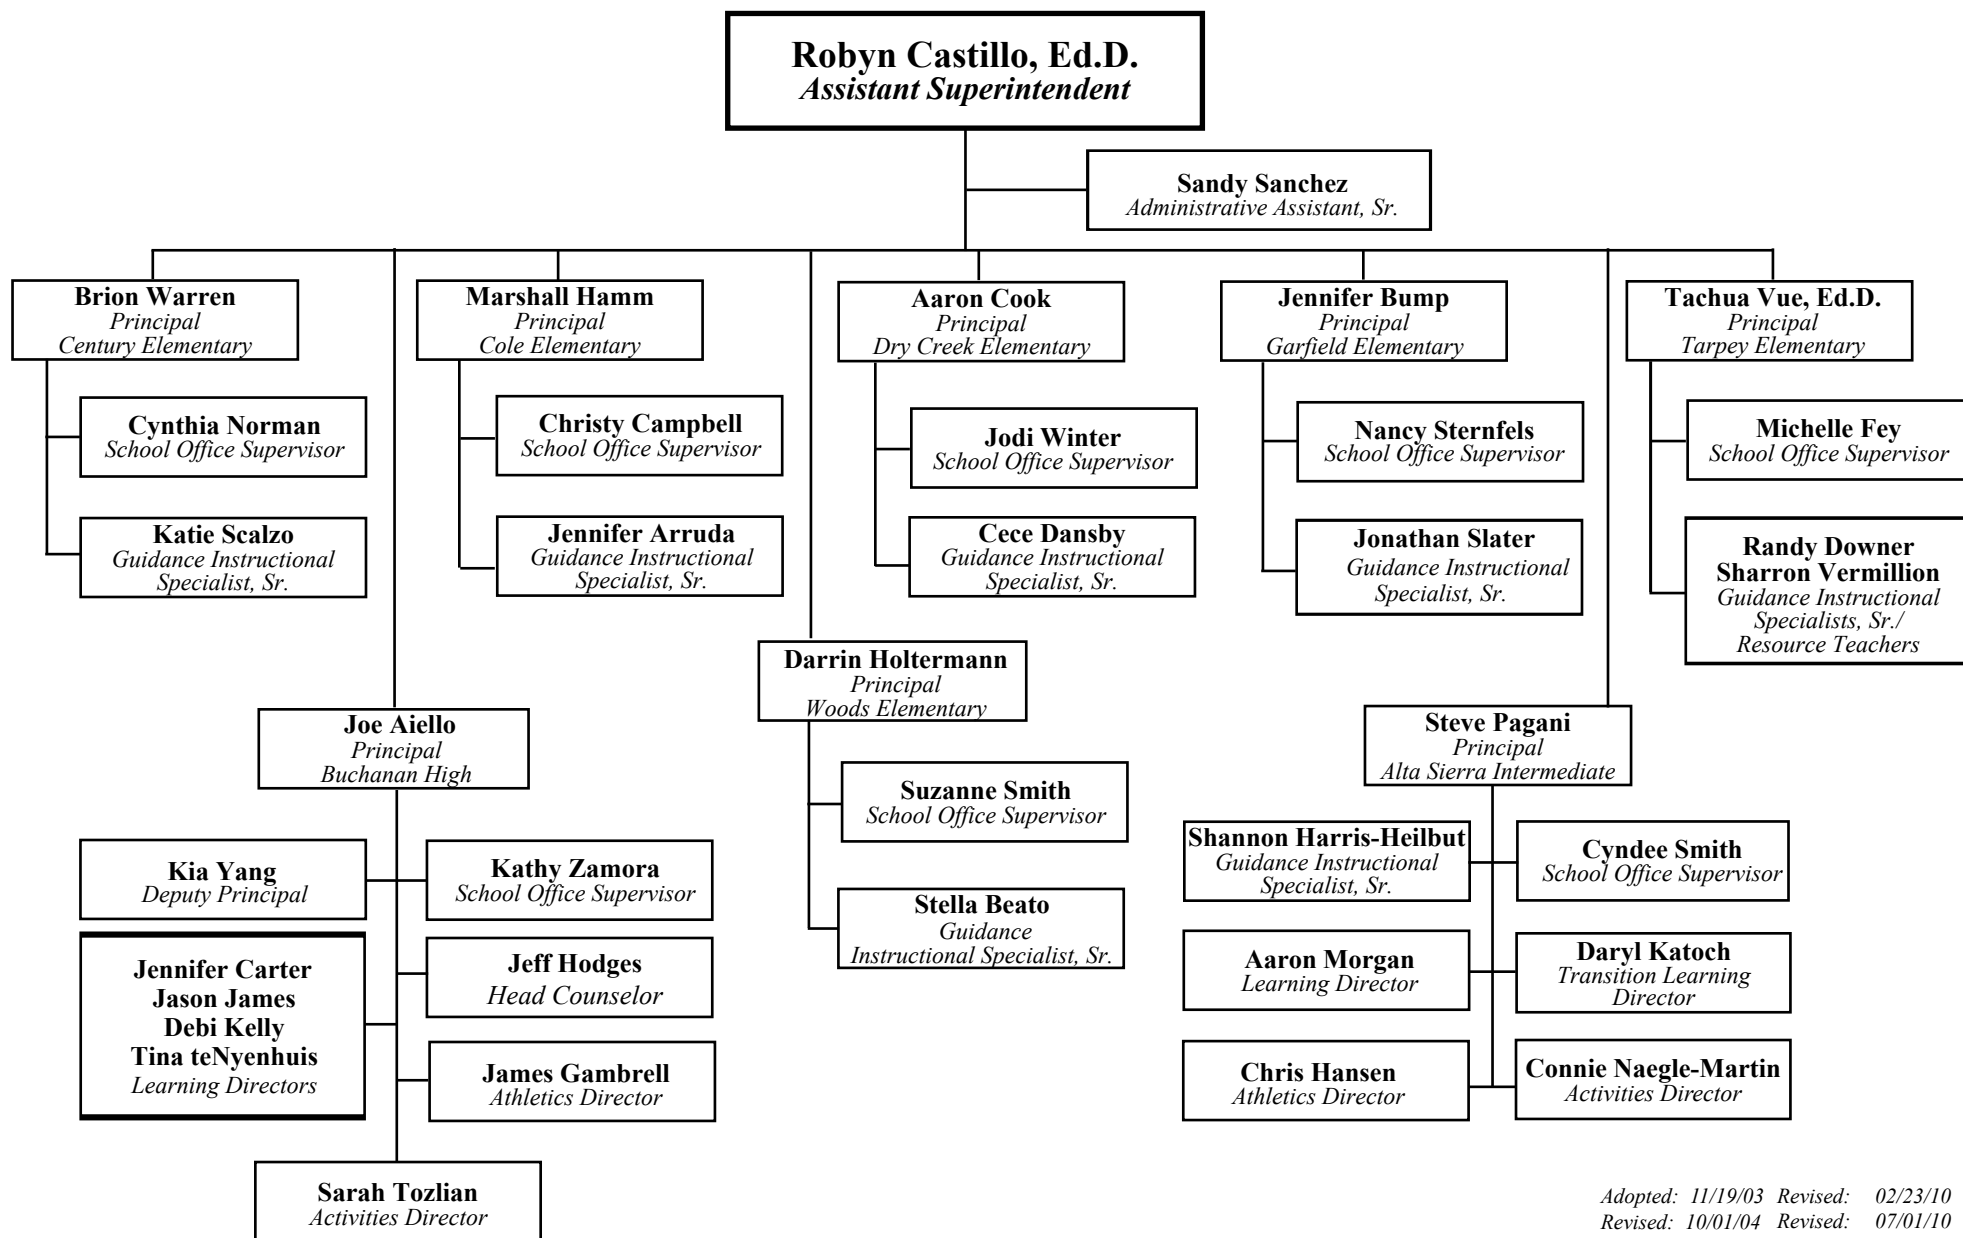 Robyn Castillo, Ed.D.
Assistant Superintendent
Sandy Sanchez
Administrative Assistant, Sr.
Brion Warren
Principal
Century Elementary
Marshall Hamm
Principal
Cole Elementary
Aaron Cook
Principal
Dry Creek Elementary
Jennifer Bump
Principal
Garfield Elementary
Tachua Vue, Ed.D.
Principal
Tarpey Elementary
Cynthia Norman
School Office Supervisor
Christy Campbell
School Office Supervisor
Jodi Winter
School Office Supervisor
Nancy Sternfels
School Office Supervisor
Michelle Fey
School Office Supervisor
Katie Scalzo
Guidance Instructional
Specialist, Sr.
Jennifer Arruda
Guidance Instructional
Specialist, Sr.
Cece Dansby
Guidance Instructional
Specialist, Sr.
Jonathan Slater
Guidance Instructional
Specialist, Sr.
Randy Downer
Sharron Vermillion
Guidance Instructional
Specialists, Sr./
Resource Teachers
Darrin Holtermann
Principal
Woods Elementary
Joe Aiello
Principal
Buchanan High
Steve Pagani
Principal
Alta Sierra Intermediate
Suzanne Smith
School Office Supervisor
Stella Beato
Guidance
Instructional Specialist, Sr.
Kia Yang
Deputy Principal
Kathy Zamora
School Office Supervisor
Jennifer Carter
Jason James
Debi Kelly
Tina teNyenhuis
Learning Directors
Jeff Hodges
Head Counselor
James Gambrell
Athletics Director
Sarah Tozlian
Activities Director
Shannon Harris-Heilbut
Guidance Instructional
Specialist, Sr.
Cyndee Smith
School Office Supervisor
Aaron Morgan
Learning Director
Daryl Katoch
Transition Learning
Director
Chris Hansen
Athletics Director
Connie Naegle-Martin
Activities Director
Adopted: 11/19/03 Revised: 02/23/10
Revised: 10/01/04 Revised: 07/01/10